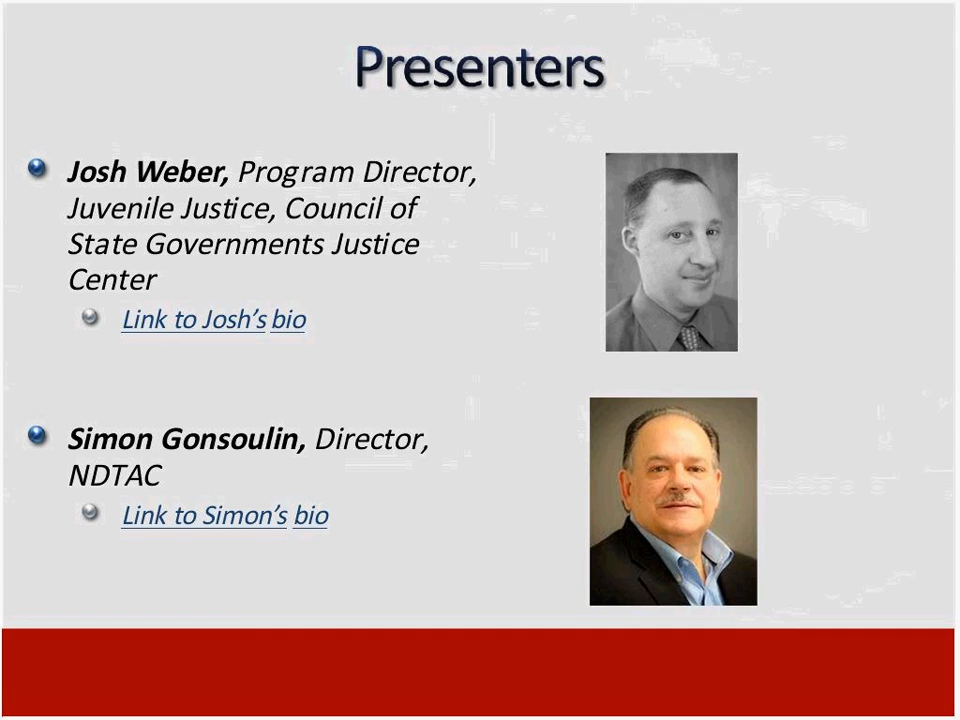 Presenters
Josh Weber, Program Director,
Juvenile Justice, Council of
State Governments Justice
Center
Link to Josh’s bio
Simon Gonsoulin, Director,
NDTAC
Link to Simon’s bio